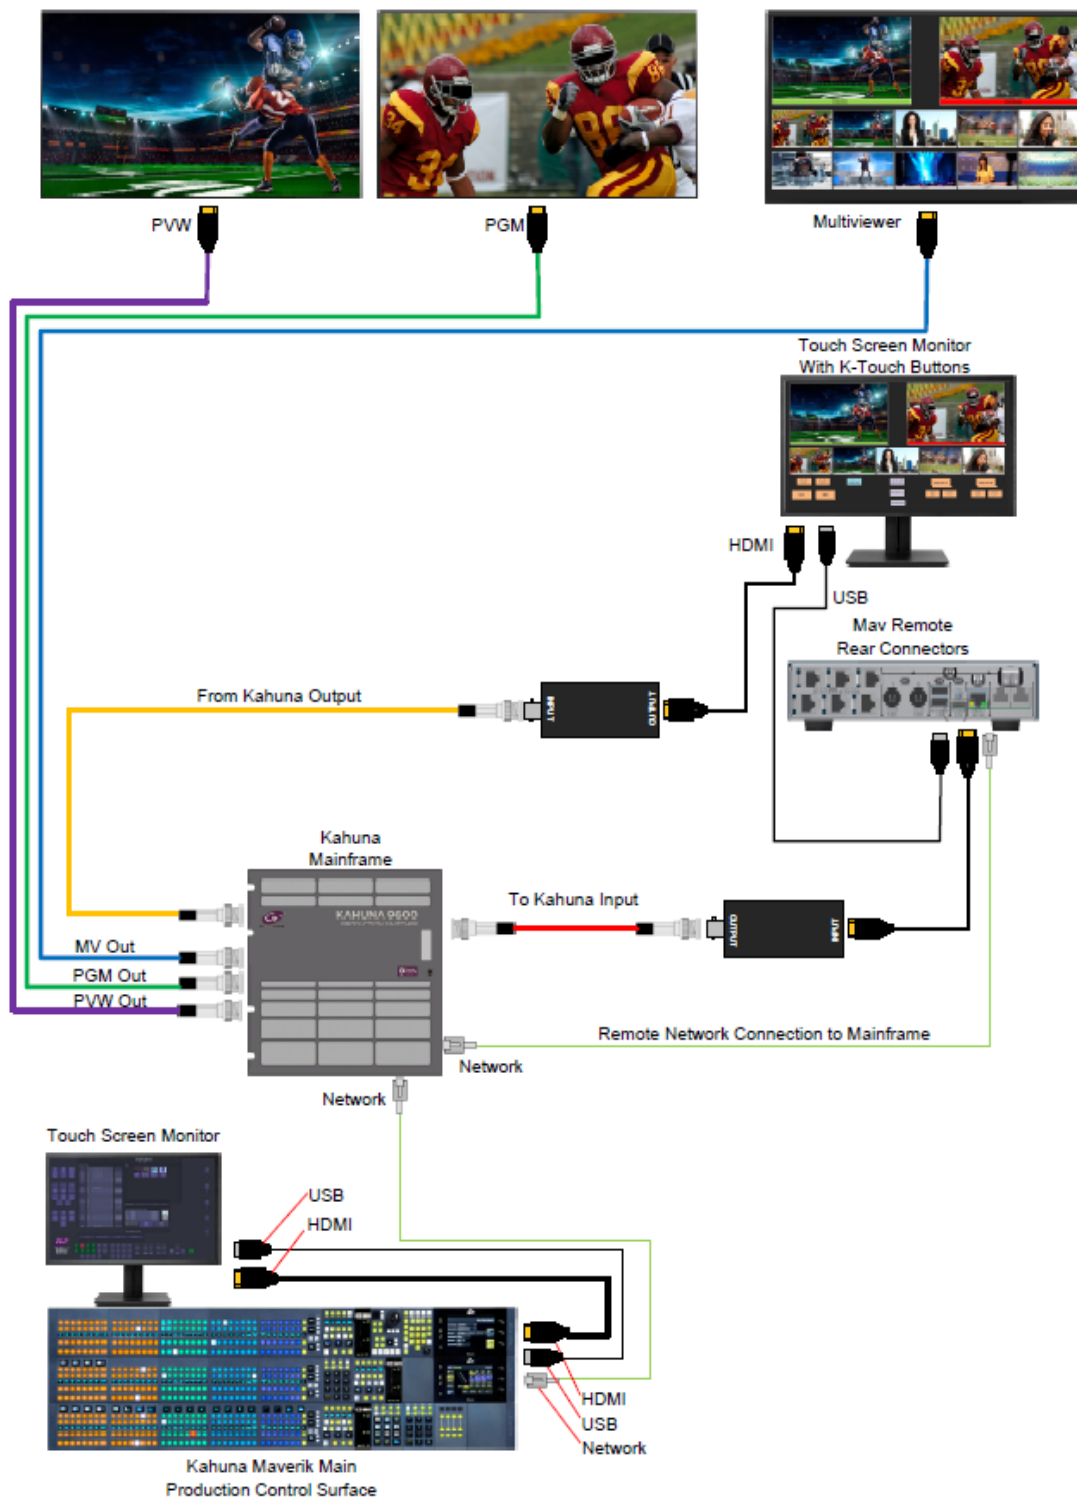 PVW
PGM
Multiviewer
Touch Screen Monitor
With K-Touch Buttons
HDMI
USB
Mav Remote
Rear Connectors
From Kahuna Output
INPUT
OUTPUT
Kahuna
Mainframe
KAHUNA 9600
To Kahuna Input
OUTPUT
INPUT
MV Out
PGM Out
PVW Out
Remote Network Connection to Mainframe
Network
Network
Touch Screen Monitor
USB
HDMI
HDMI
USB
Network
Kahuna Maverik Main
Production Control Surface